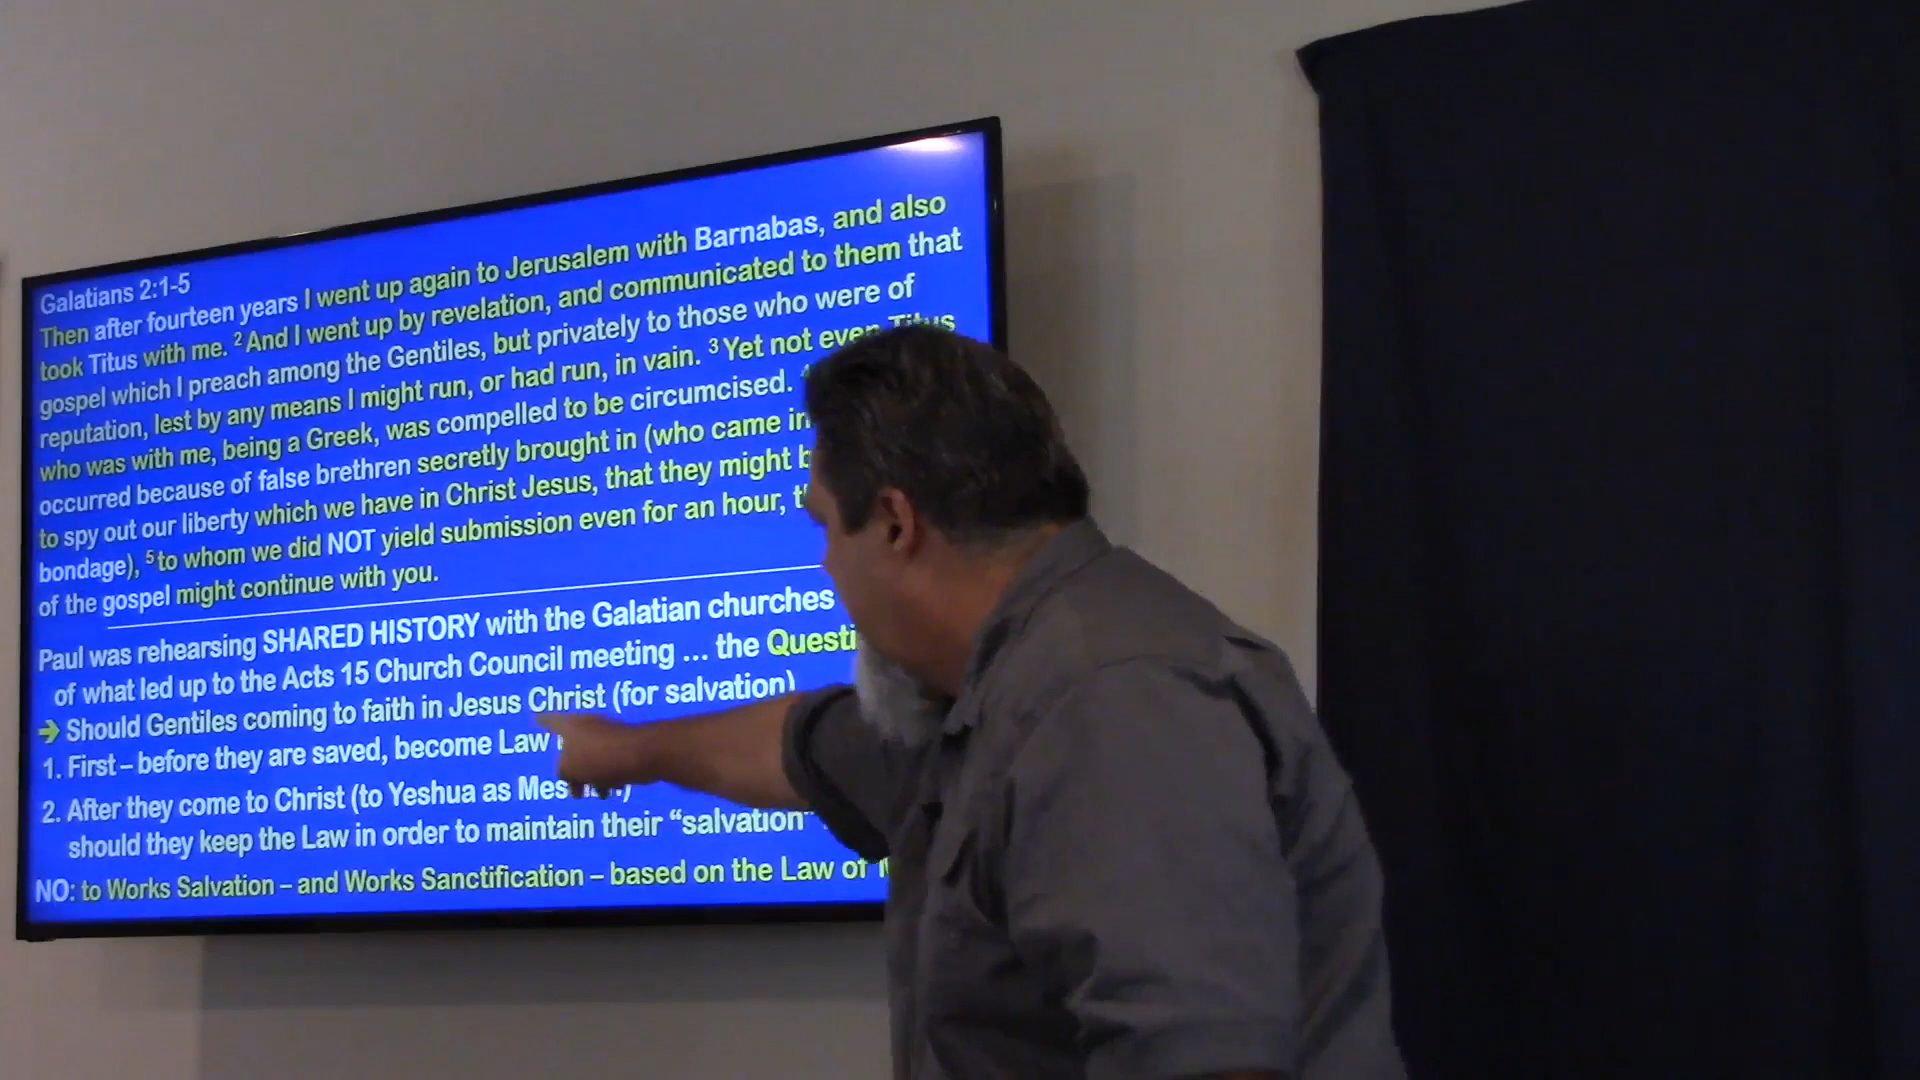 Galatians 2:1-5
Then after fourteen years I went up again to Jerusalem with Barnabas, and also
took Titus with me. 2 And I went up by revelation, and communicated to them that
gospel which I preach among the Gentiles, but privately to those who were of
reputation, lest by any means I might run, or had run, in vain. 3 Yet not even Titus
who was with me, being a Greek, was compelled to be circumcised.
occurred because of false brethren secretly brought in (who came in
to spy out our liberty which we have in Christ Jesus, that they might
bondage), 5 to whom we did NOT yield submission even for an hour,
of the gospel might continue with you.
Paul was rehearsing SHARED HISTORY with the Galatian churches
of what led up to the Acts 15 Church Council meeting ... the
➔ Should Gentiles coming to faith in Jesus Christ (for salvation)
1. First – before they are saved, become Law
2. After they come to Christ (to Yeshua as
should they keep the Law in order to maintain their “salvation”
NO: to Works Salvation – and Works Sanctification – based on the Law of